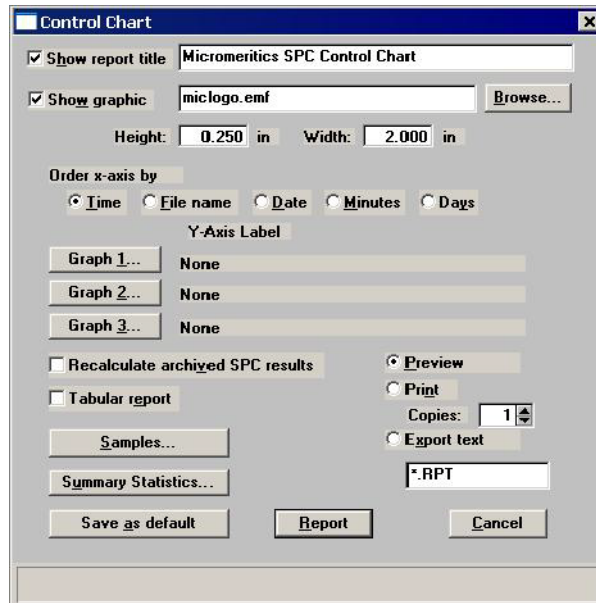 Control Chart
Show report title Micromeritics SPC Control Chart
Show graphic miclogo.emf Browse...
Height: 0.250 in Width: 2.000 in
Order x-axis by
Time File name Date Minutes Days
Y-Axis Label
Graph 1... None
Graph 2... None
Graph 3... None
Recalculate archived SPC results Preview
Tabular report Print
Copies: 1
Samples... Export text
Summary Statistics... *.RPT
Save as default Report Cancel